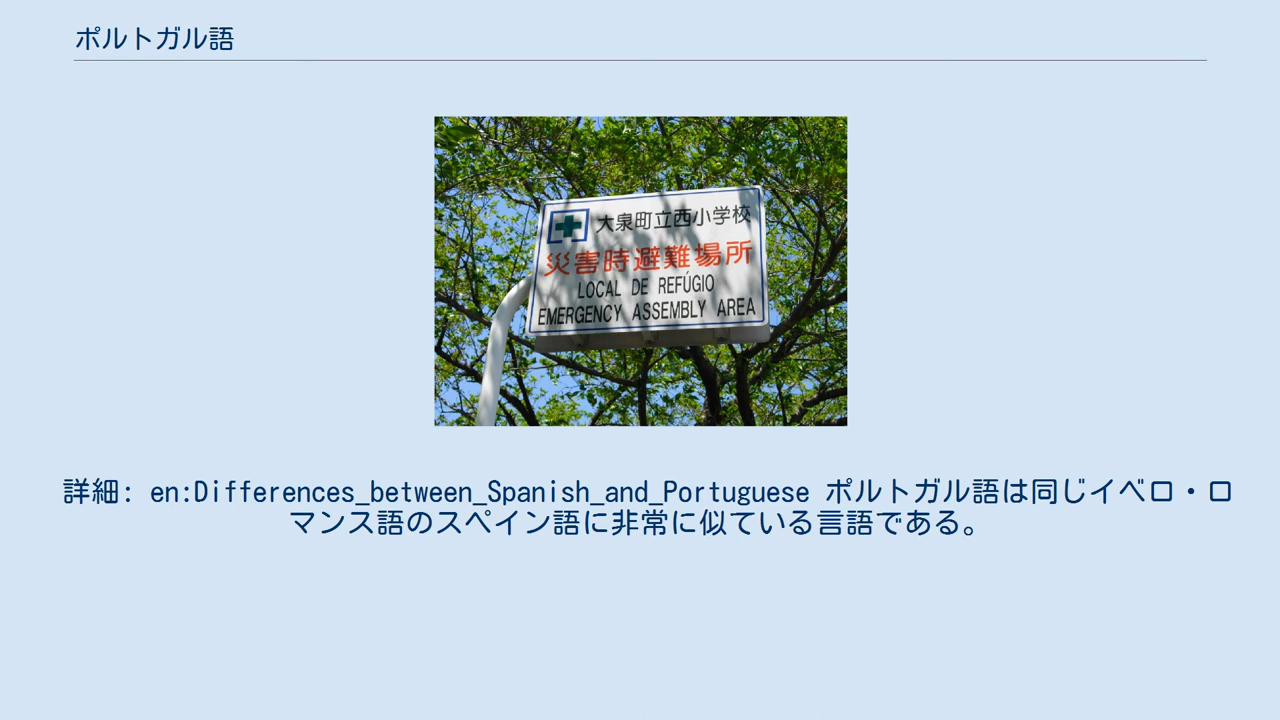 ポルトガル語
大泉町立西小学校
災害時避難場所
LOCAL DE REFÚGIO
EMERGENCY ASSEMBLY AREA
詳細: en:Differences_between_Spanish_and_Portuguese ポルトガル語は同じイベロ・ロ
マンス語のスペイン語に非常に似ている言語である。